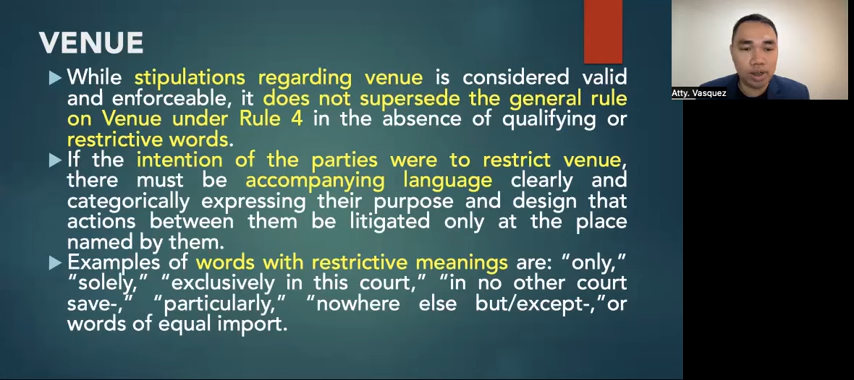 VENUE
While stipulations regarding venue is considered valid
and enforceable, it does not supersede the general rule
on Venue under Rule 4 in the absence of qualifying or
restrictive words.
If the intention of the parties were to restrict venue,
there must be accompanying language clearly and
categorically expressing their purpose and design that
actions between them be litigated only at the place
named by them.
Examples of words with restrictive meanings are: “only,”
“solely,” “exclusively in this court,” “in no other court
save-,” “particularly,” “nowhere else but/except-,”or
words of equal import.
Atty. Vasquez